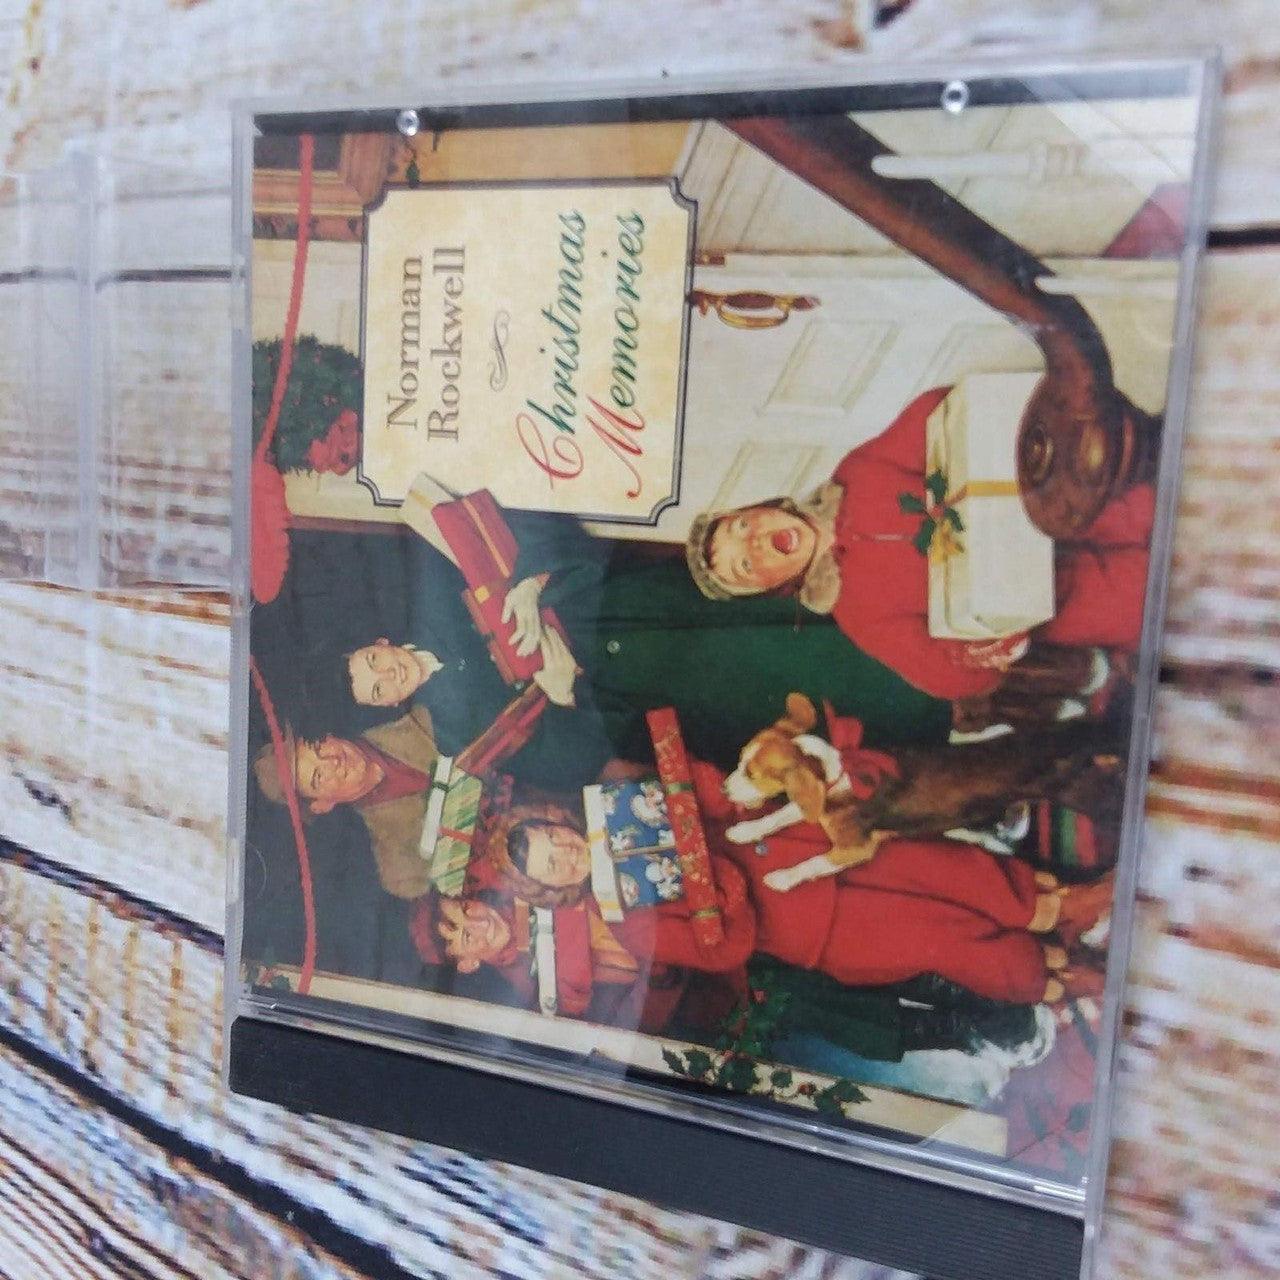 Norman
Rockwell
Christmas
Memories